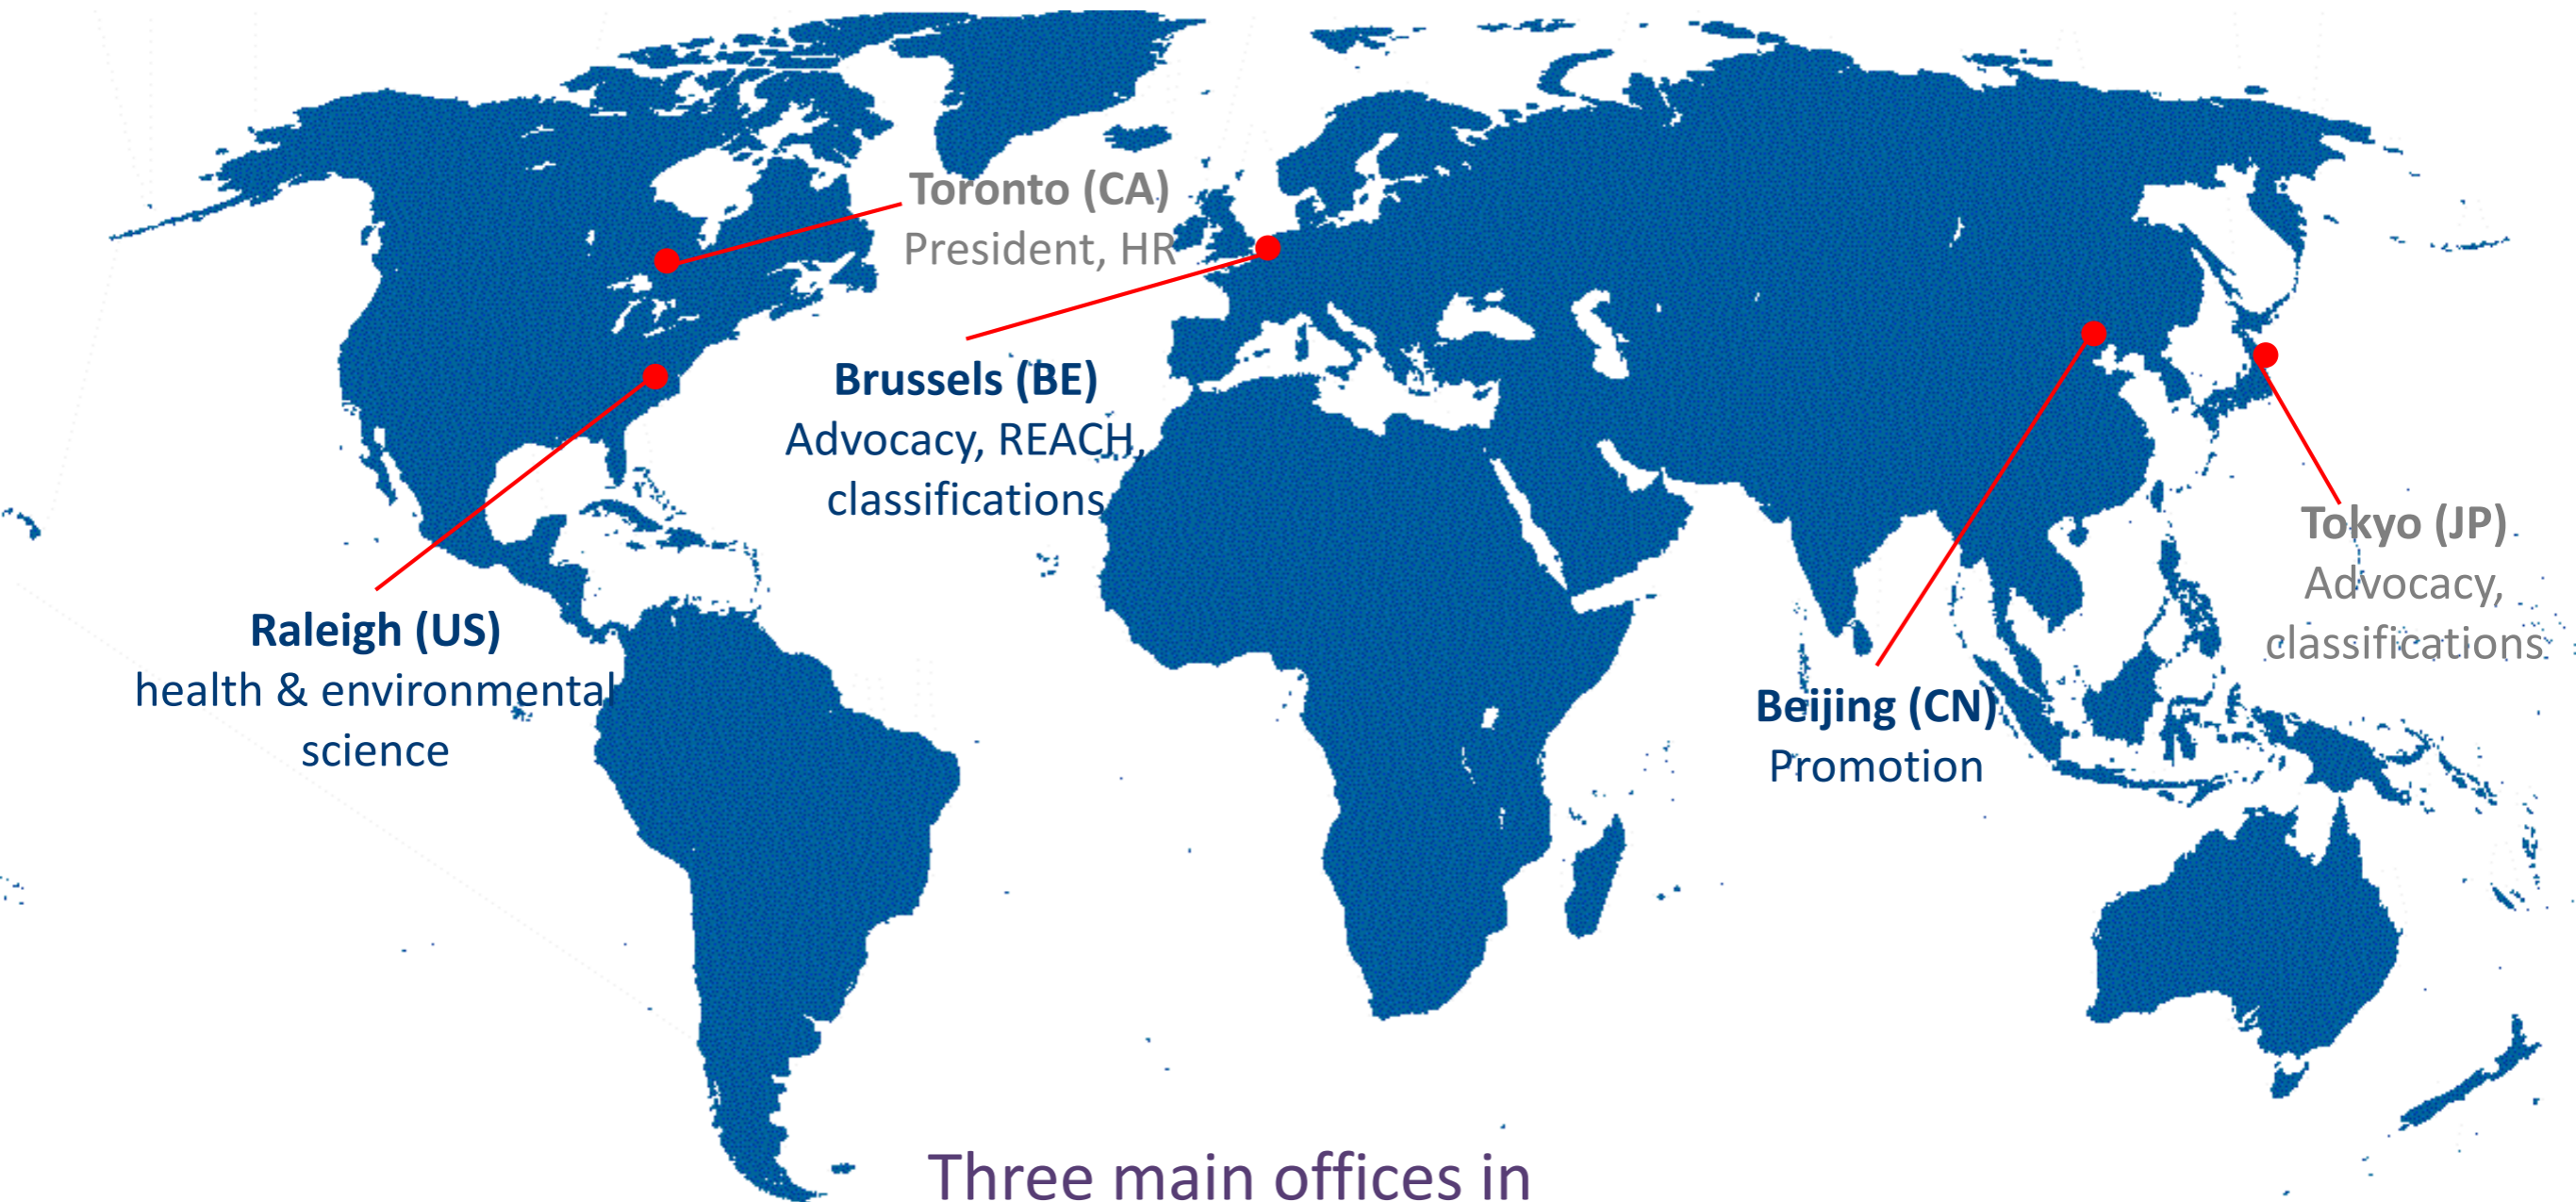 Toronto (CA)
President, HR
Brussels (BE)
Advocacy, REACH,
classifications
Raleigh (US)
health & environmental
science
Beijing (CN)
Promotion
Tokyo (JP)
Advocacy,
classifications
Three main offices in